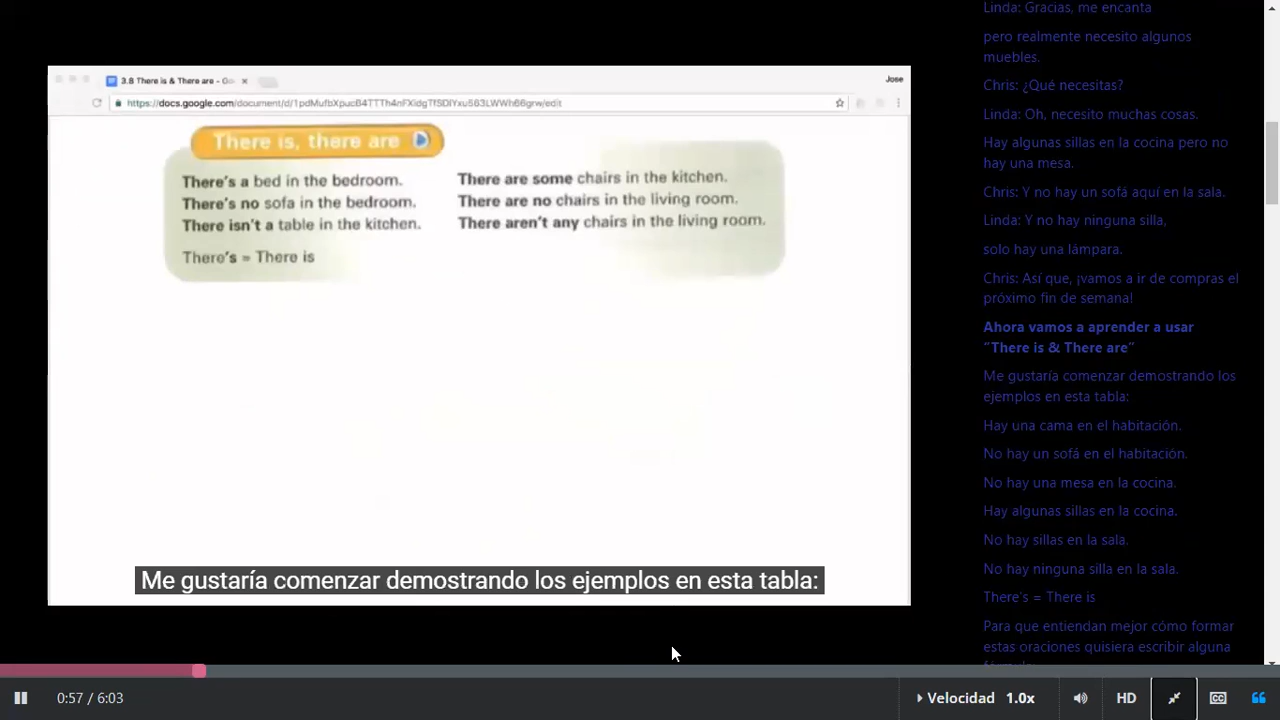 3.8 There is & There are - Go
Jose
https://docs.google.com/document/d/1pdMufbXpucB4TTTh4nFXidgTfSDIYxu563LWWh66grw/edit
There is, there are
There's a bed in the bedroom.
There's no sofa in the bedroom.
There isn't a table in the kitchen.
There's = There is
There are some chairs in the kitchen.
There are no chairs in the living room.
There aren't any chairs in the living room.
Me gustaría comenzar demostrando los ejemplos en esta tabla:
0:57 / 6:03
Velocidad 1.0x
HD
CC
Linda: Gracias, me encanta
pero realmente necesito algunos
muebles.
Chris: ¿Qué necesitas?
Linda: Oh, necesito muchas cosas.
Hay algunas sillas en la cocina pero no
hay una mesa.
Chris: Y no hay un sofá aquí en la sala.
Linda: Y no hay ninguna silla,
solo hay una lámpara.
Chris: Así que, ¡vamos a ir de compras el
próximo fin de semana!
Ahora vamos a aprender a usar
“There is & There are”
Me gustaría comenzar demostrando los
ejemplos en esta tabla:
Hay una cama en el habitación.
No hay un sofá en el habitación.
No hay una mesa en la cocina.
Hay algunas sillas en la cocina.
No hay sillas en la sala.
No hay ninguna silla en la sala.
There's = There is
Para que entiendan mejor cómo formar
estas oraciones quisiera escribir alguna